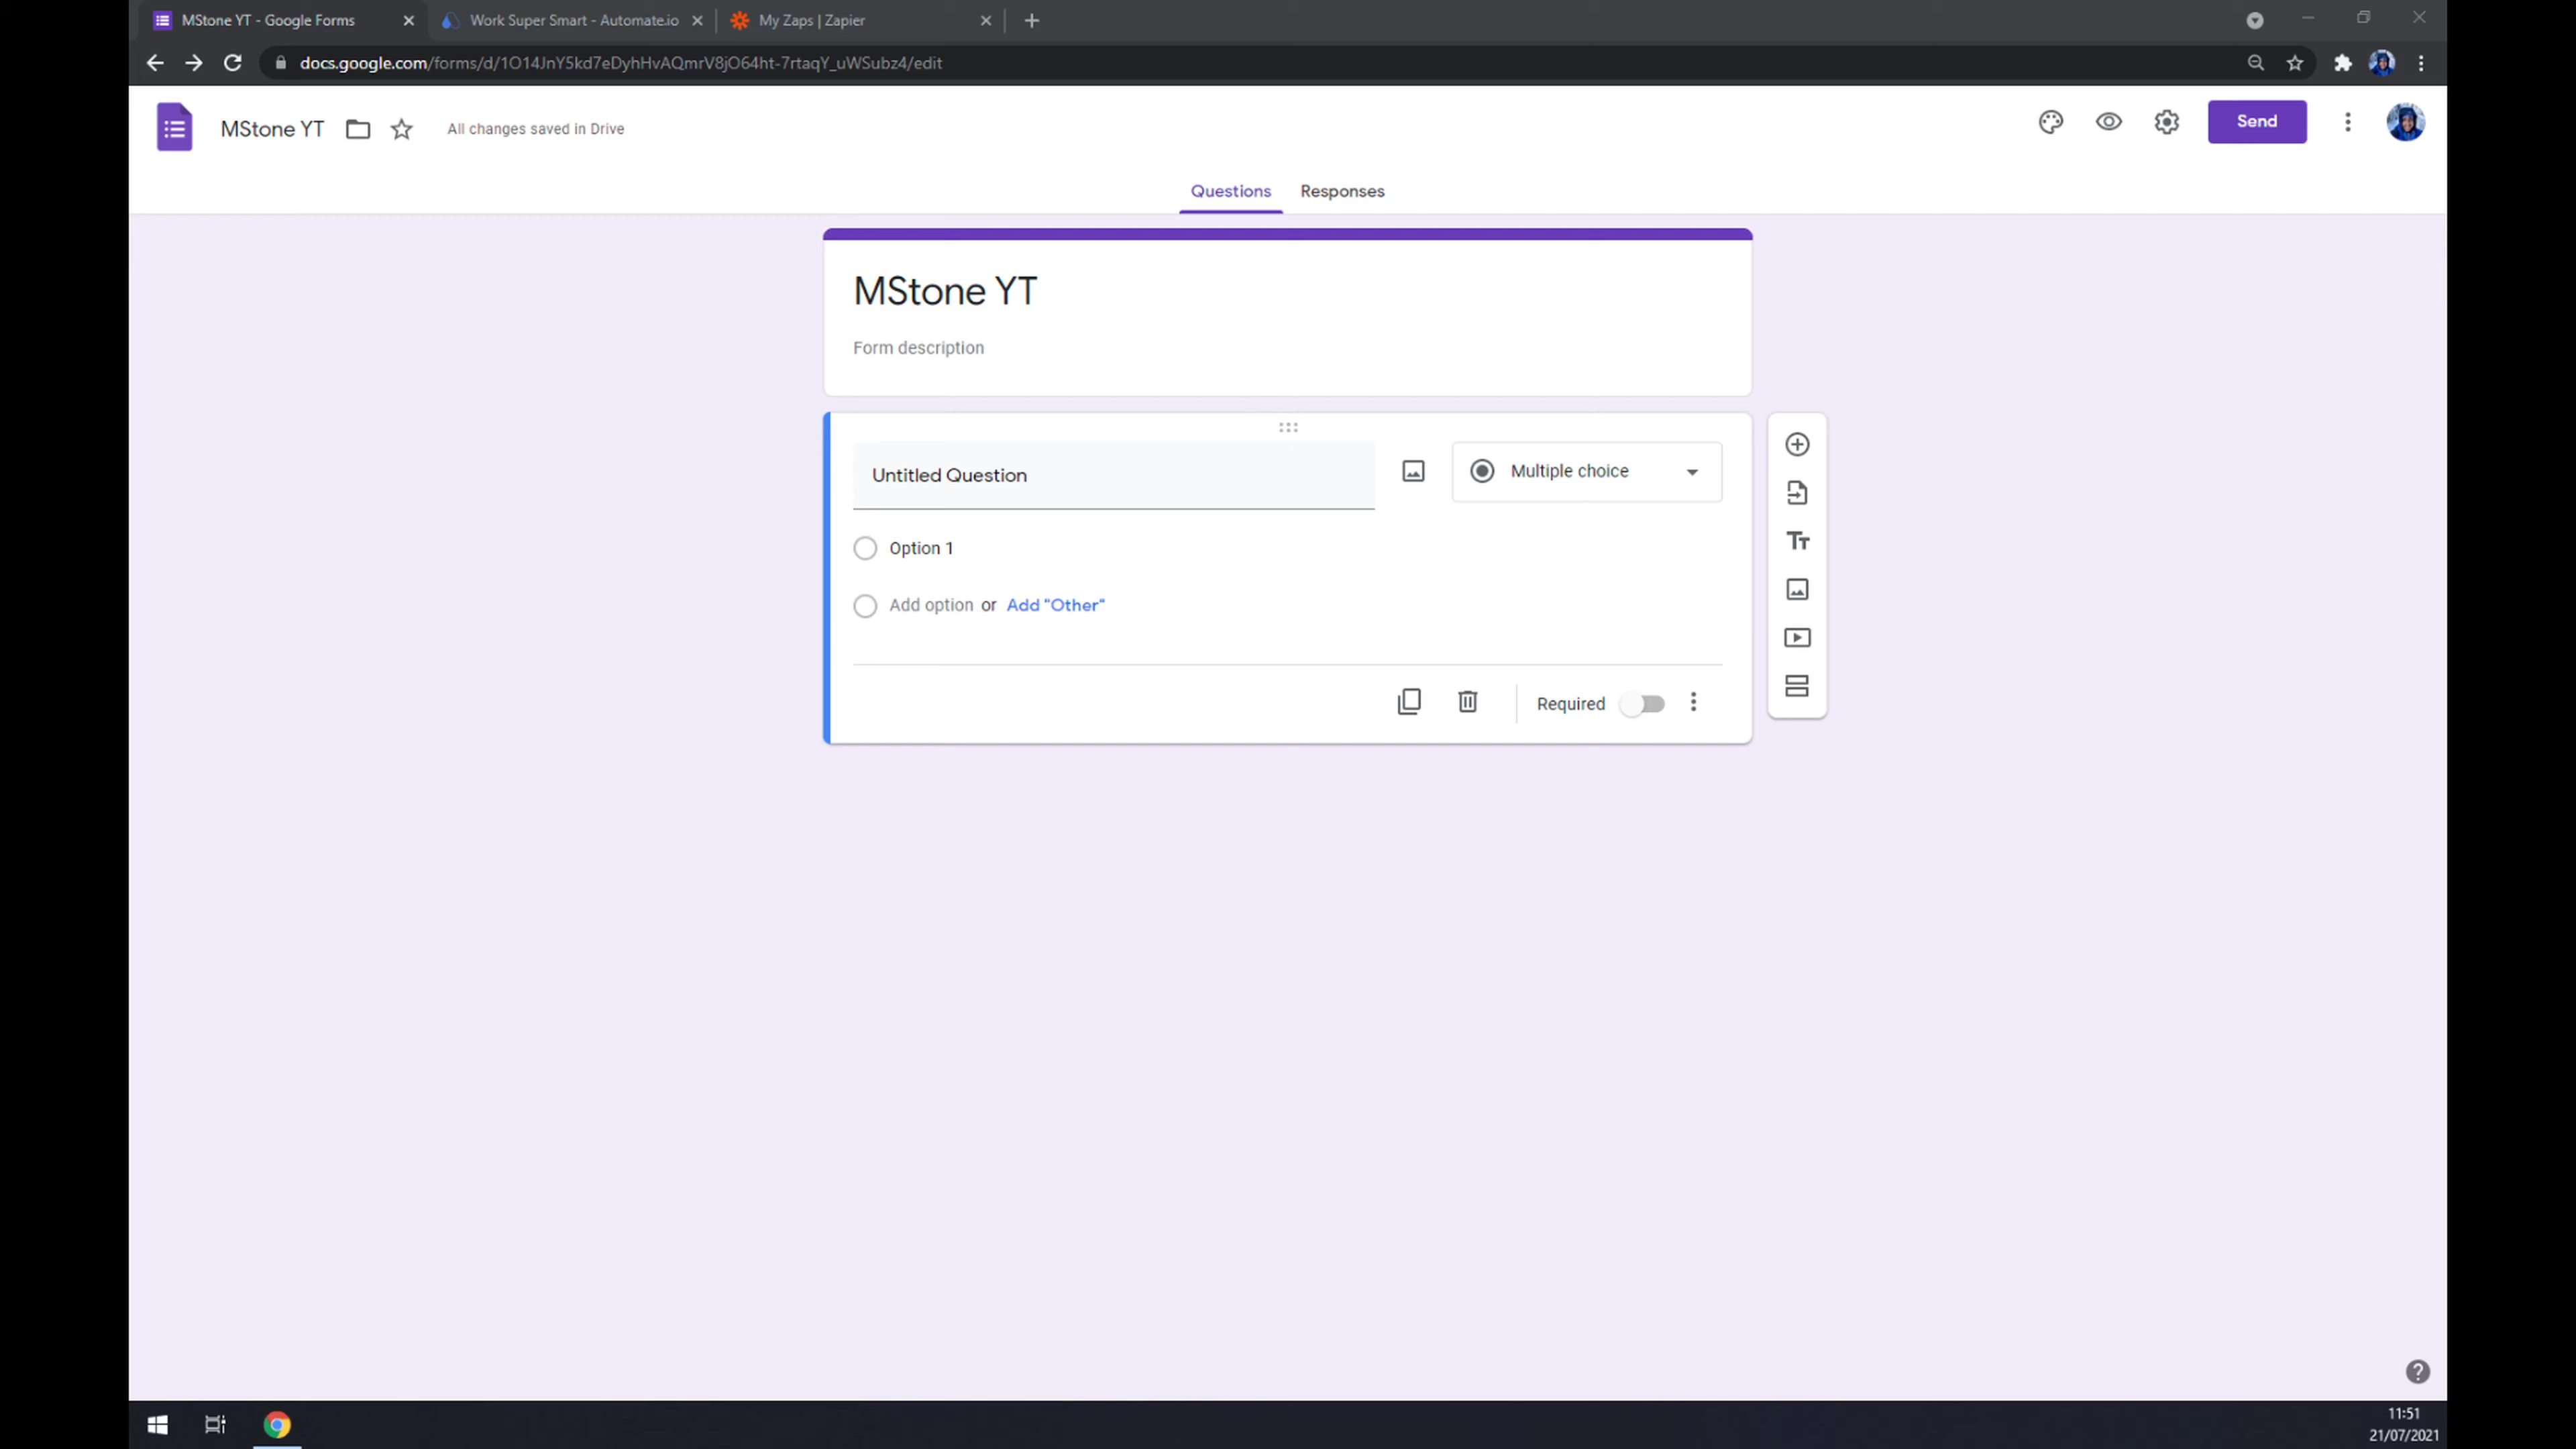 MStone YT - Google Forms
Work Super Smart - Automate.io
My Zaps | Zapier
docs.google.com/forms/d/1O14JnY5kd7eDyhHvAQmrV8jO64ht-7rtaqY_uWSubz4/edit
MStone YT
All changes saved in Drive
Send
Questions
Responses
MStone YT
Form description
Untitled Question
Multiple choice
Option 1
Add option or Add "Other"
Required
11:51
21/07/2021